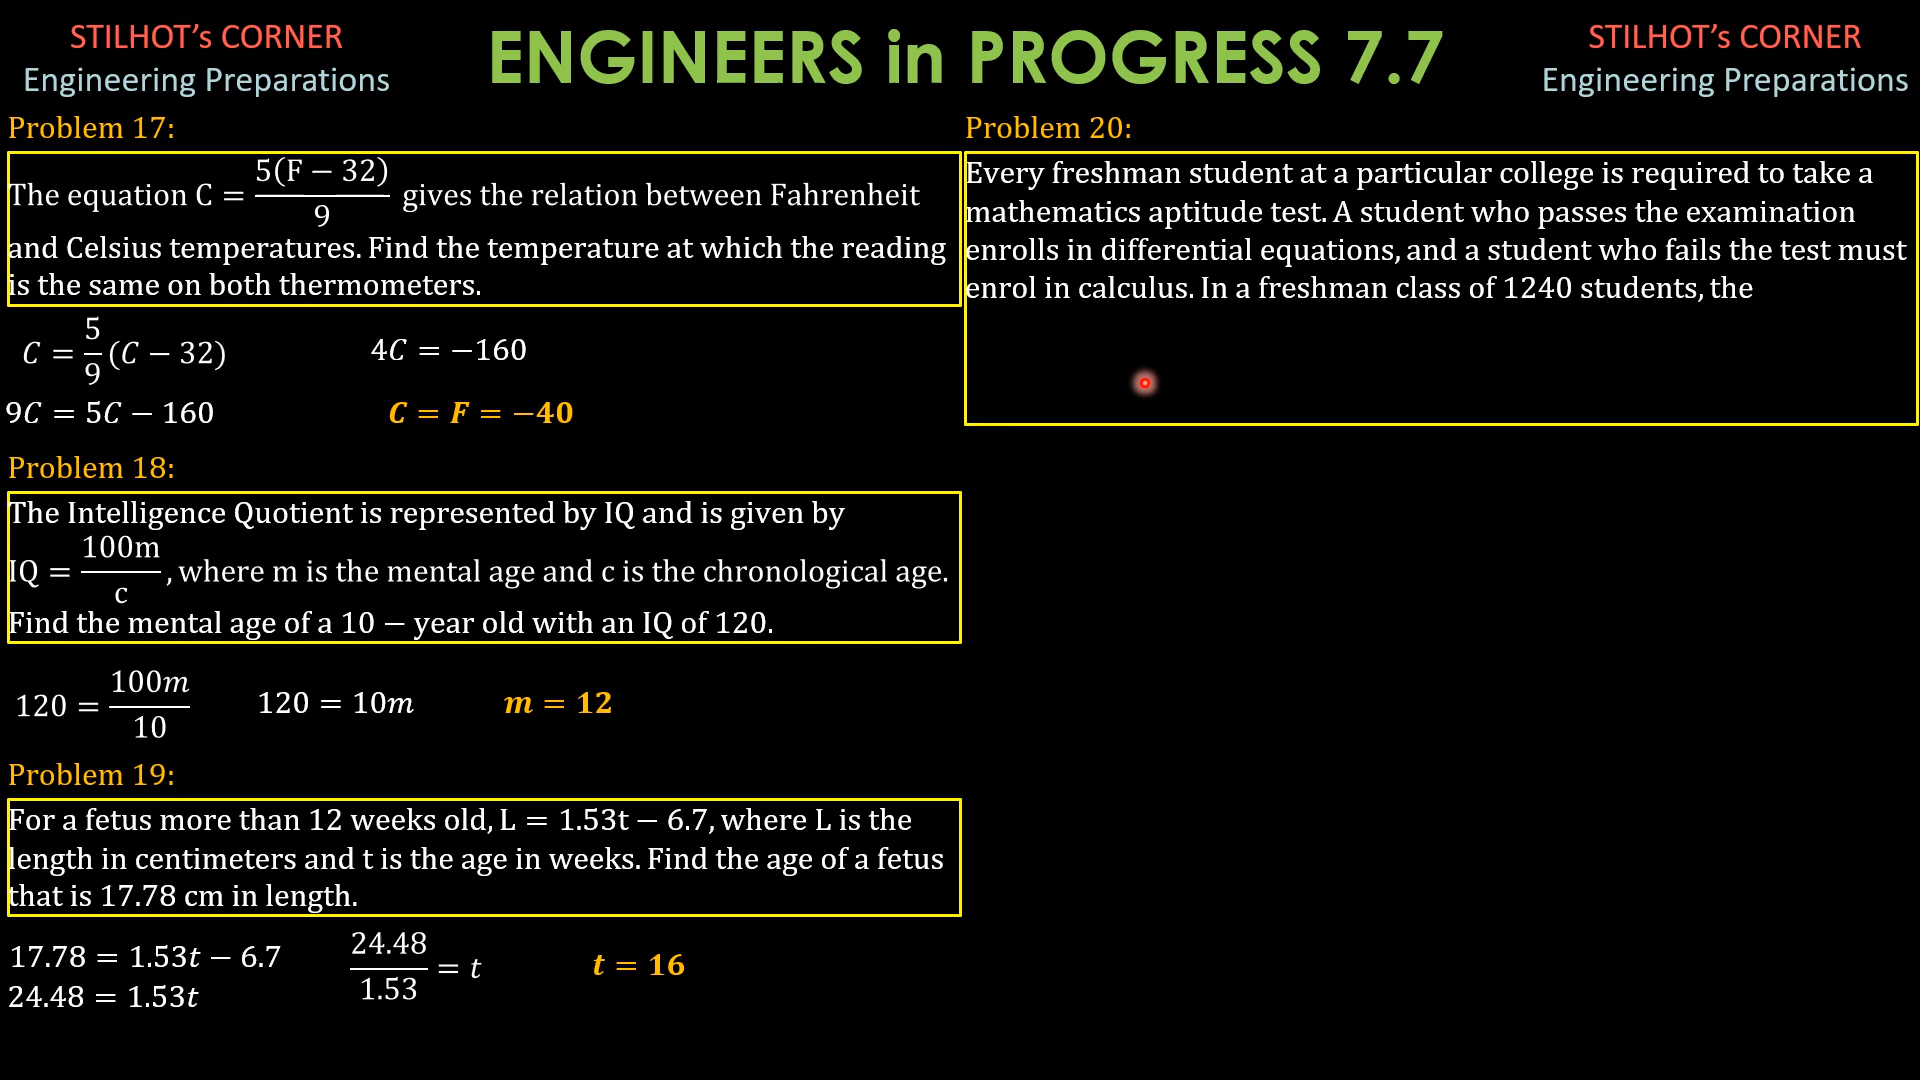 STILHOT's CORNER
Engineering Preparations
ENGINEERS in PROGRESS 7.7
STILHOT's CORNER
Engineering Preparations
Problem 17:
The equation C = 5(F − 32)/9 gives the relation between Fahrenheit
and Celsius temperatures. Find the temperature at which the reading
is the same on both thermometers.
C = 5/9 (C − 32)
9C = 5C − 160
4C = −160
C = F = −40
Problem 18:
The Intelligence Quotient is represented by IQ and is given by
IQ = 100m/c, where m is the mental age and c is the chronological age.
Find the mental age of a 10 − year old with an IQ of 120.
120 = 100m/10
120 = 10m
m = 12
Problem 19:
For a fetus more than 12 weeks old, L = 1.53t − 6.7, where L is the
length in centimeters and t is the age in weeks. Find the age of a fetus
that is 17.78 cm in length.
17.78 = 1.53t − 6.7
24.48 = 1.53t
24.48/1.53 = t
t = 16
Problem 20:
Every freshman student at a particular college is required to take a
mathematics aptitude test. A student who passes the examination
enrolls in differential equations, and a student who fails the test must
enrol in calculus. In a freshman class of 1240 students, the